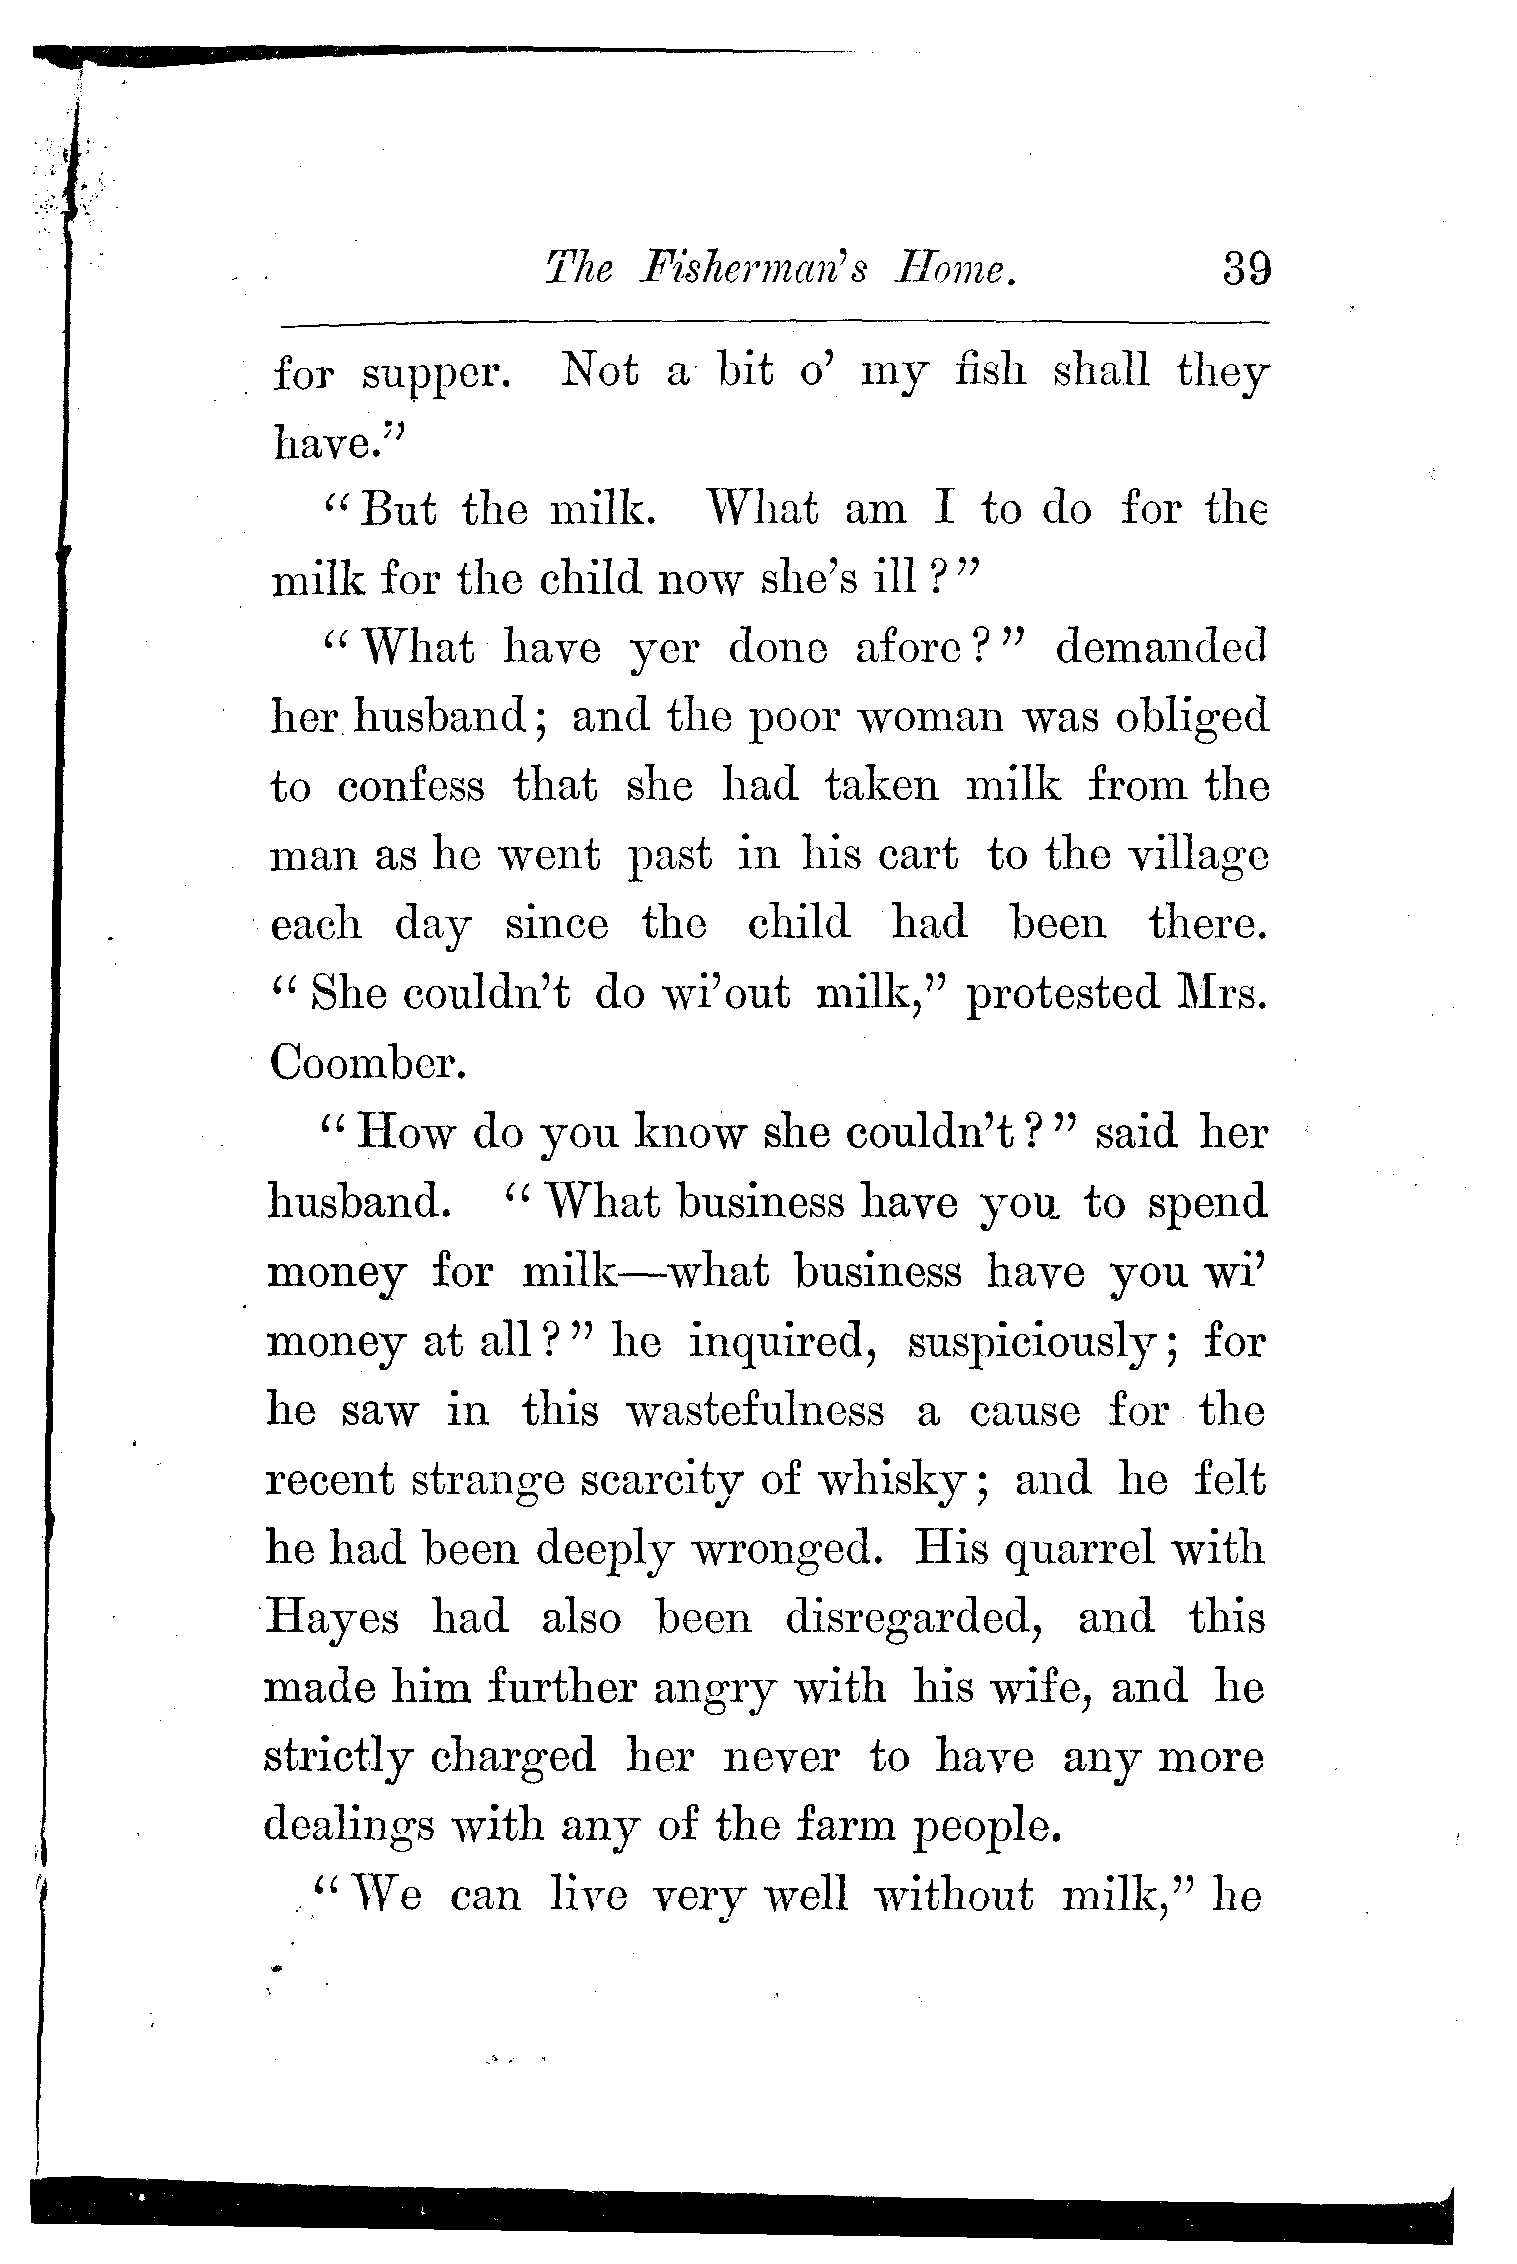 The Fisherman's Home. 39
for supper. Not a bit o' my fish shall they
have."
"But the milk. What am I to do for the
milk for the child now she's ill?"
"What have yer done afore?" demanded
her husband; and the poor woman was obliged
to confess that she had taken milk from the
man as he went past in his cart to the village
each day since the child had been there.
"She couldn't do wi'out milk," protested Mrs.
Coomber.
"How do you know she couldn't?" said her
husband. "What business have you to spend
money for milk—what business have you wi'
money at all?" he inquired, suspiciously; for
he saw in this wastefulness a cause for the
recent strange scarcity of whisky; and he felt
he had been deeply wronged. His quarrel with
Hayes had also been disregarded, and this
made him further angry with his wife, and he
strictly charged her never to have any more
dealings with any of the farm people.
"We can live very well without milk," he